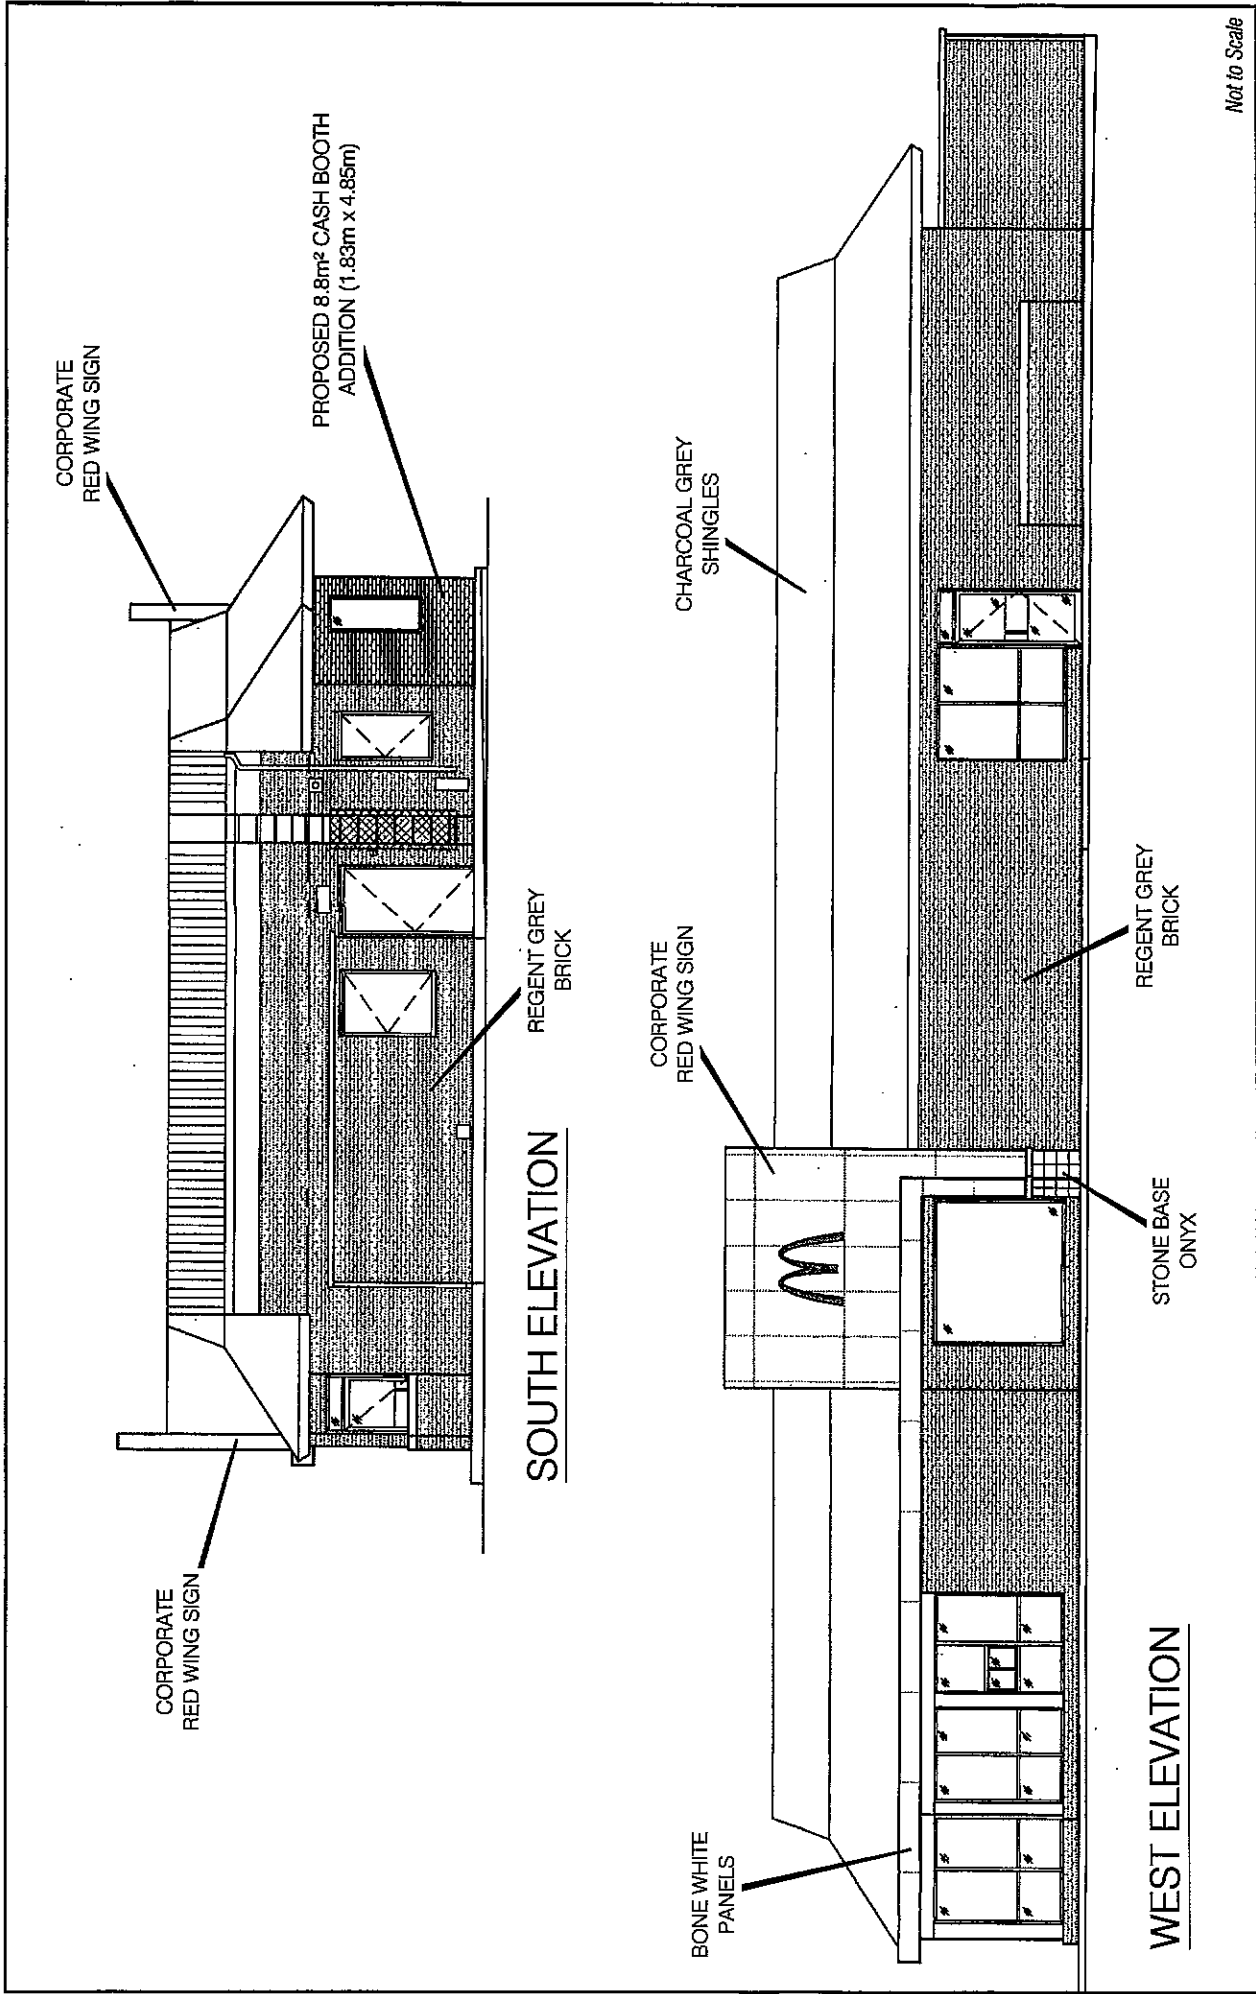 CORPORATE
RED WING SIGN
CORPORATE
RED WING SIGN
PROPOSED 8.8m² CASH BOOTH
ADDITION (1.83m x 4.85m)
REGENT GREY
BRICK
SOUTH ELEVATION
BONE WHITE
PANELS
CORPORATE
RED WING SIGN
CHARCOAL GREY
SHINGLES
STONE BASE
ONYX
REGENT GREY
BRICK
WEST ELEVATION
Not to Scale